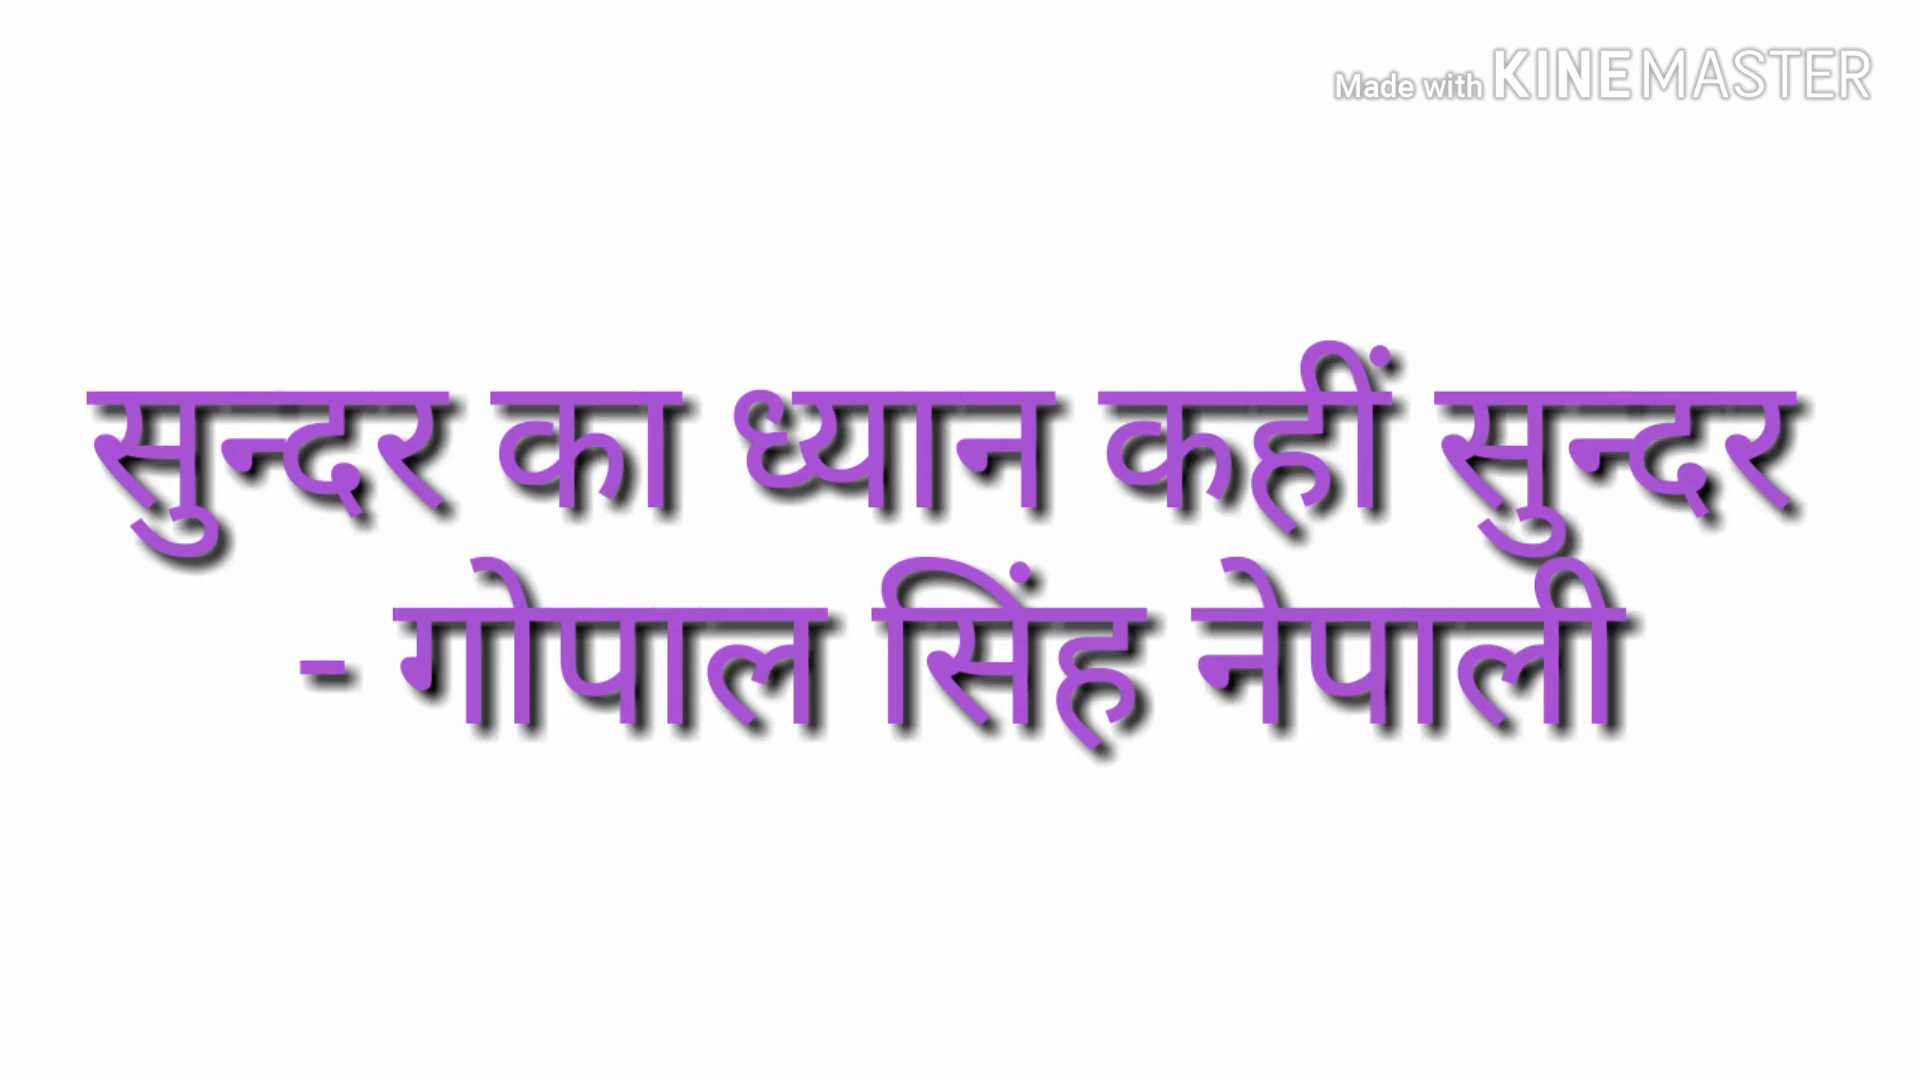 Made with KINEMASTER
सुन्दर का ध्यान कहीं सुन्दर
- गोपाल सिंह नेपाली